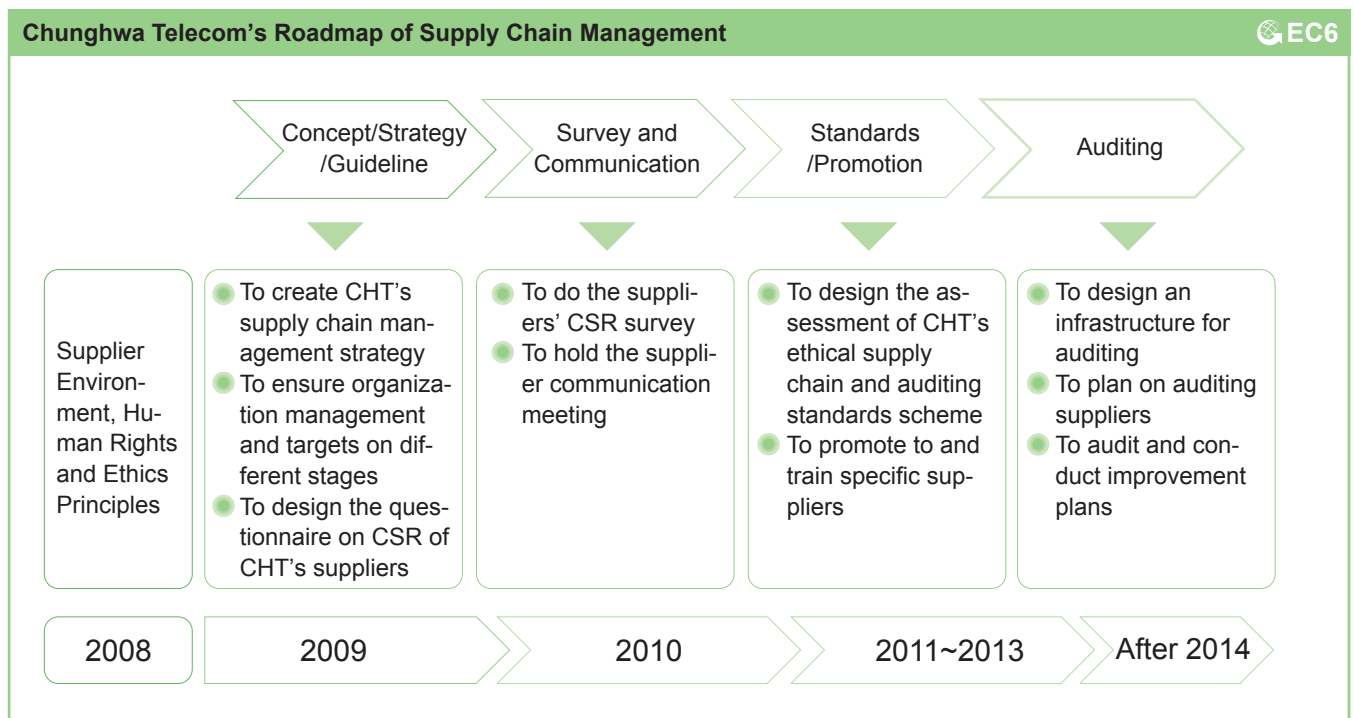 Chunghwa Telecom's Roadmap of Supply Chain Management
EC6
Concept/Strategy
/Guideline
Survey and
Communication
Standards
/Promotion
Auditing
Supplier
Environ-
ment, Hu-
man Rights
and Ethics
Principles
To create CHT's
supply chain man-
agement strategy
To ensure organiza-
tion management
and targets on dif-
ferent stages
To design the ques-
tionnaire on CSR of
CHT's suppliers
To do the suppli-
ers' CSR survey
To hold the suppli-
er communication
meeting
To design the as-
sessment of CHT's
ethical supply
chain and auditing
standards scheme
To promote to and
train specific sup-
pliers
To design an
infrastructure for
auditing
To plan on auditing
suppliers
To audit and con-
duct improvement
plans
2008
2009
2010
2011~2013
After 2014